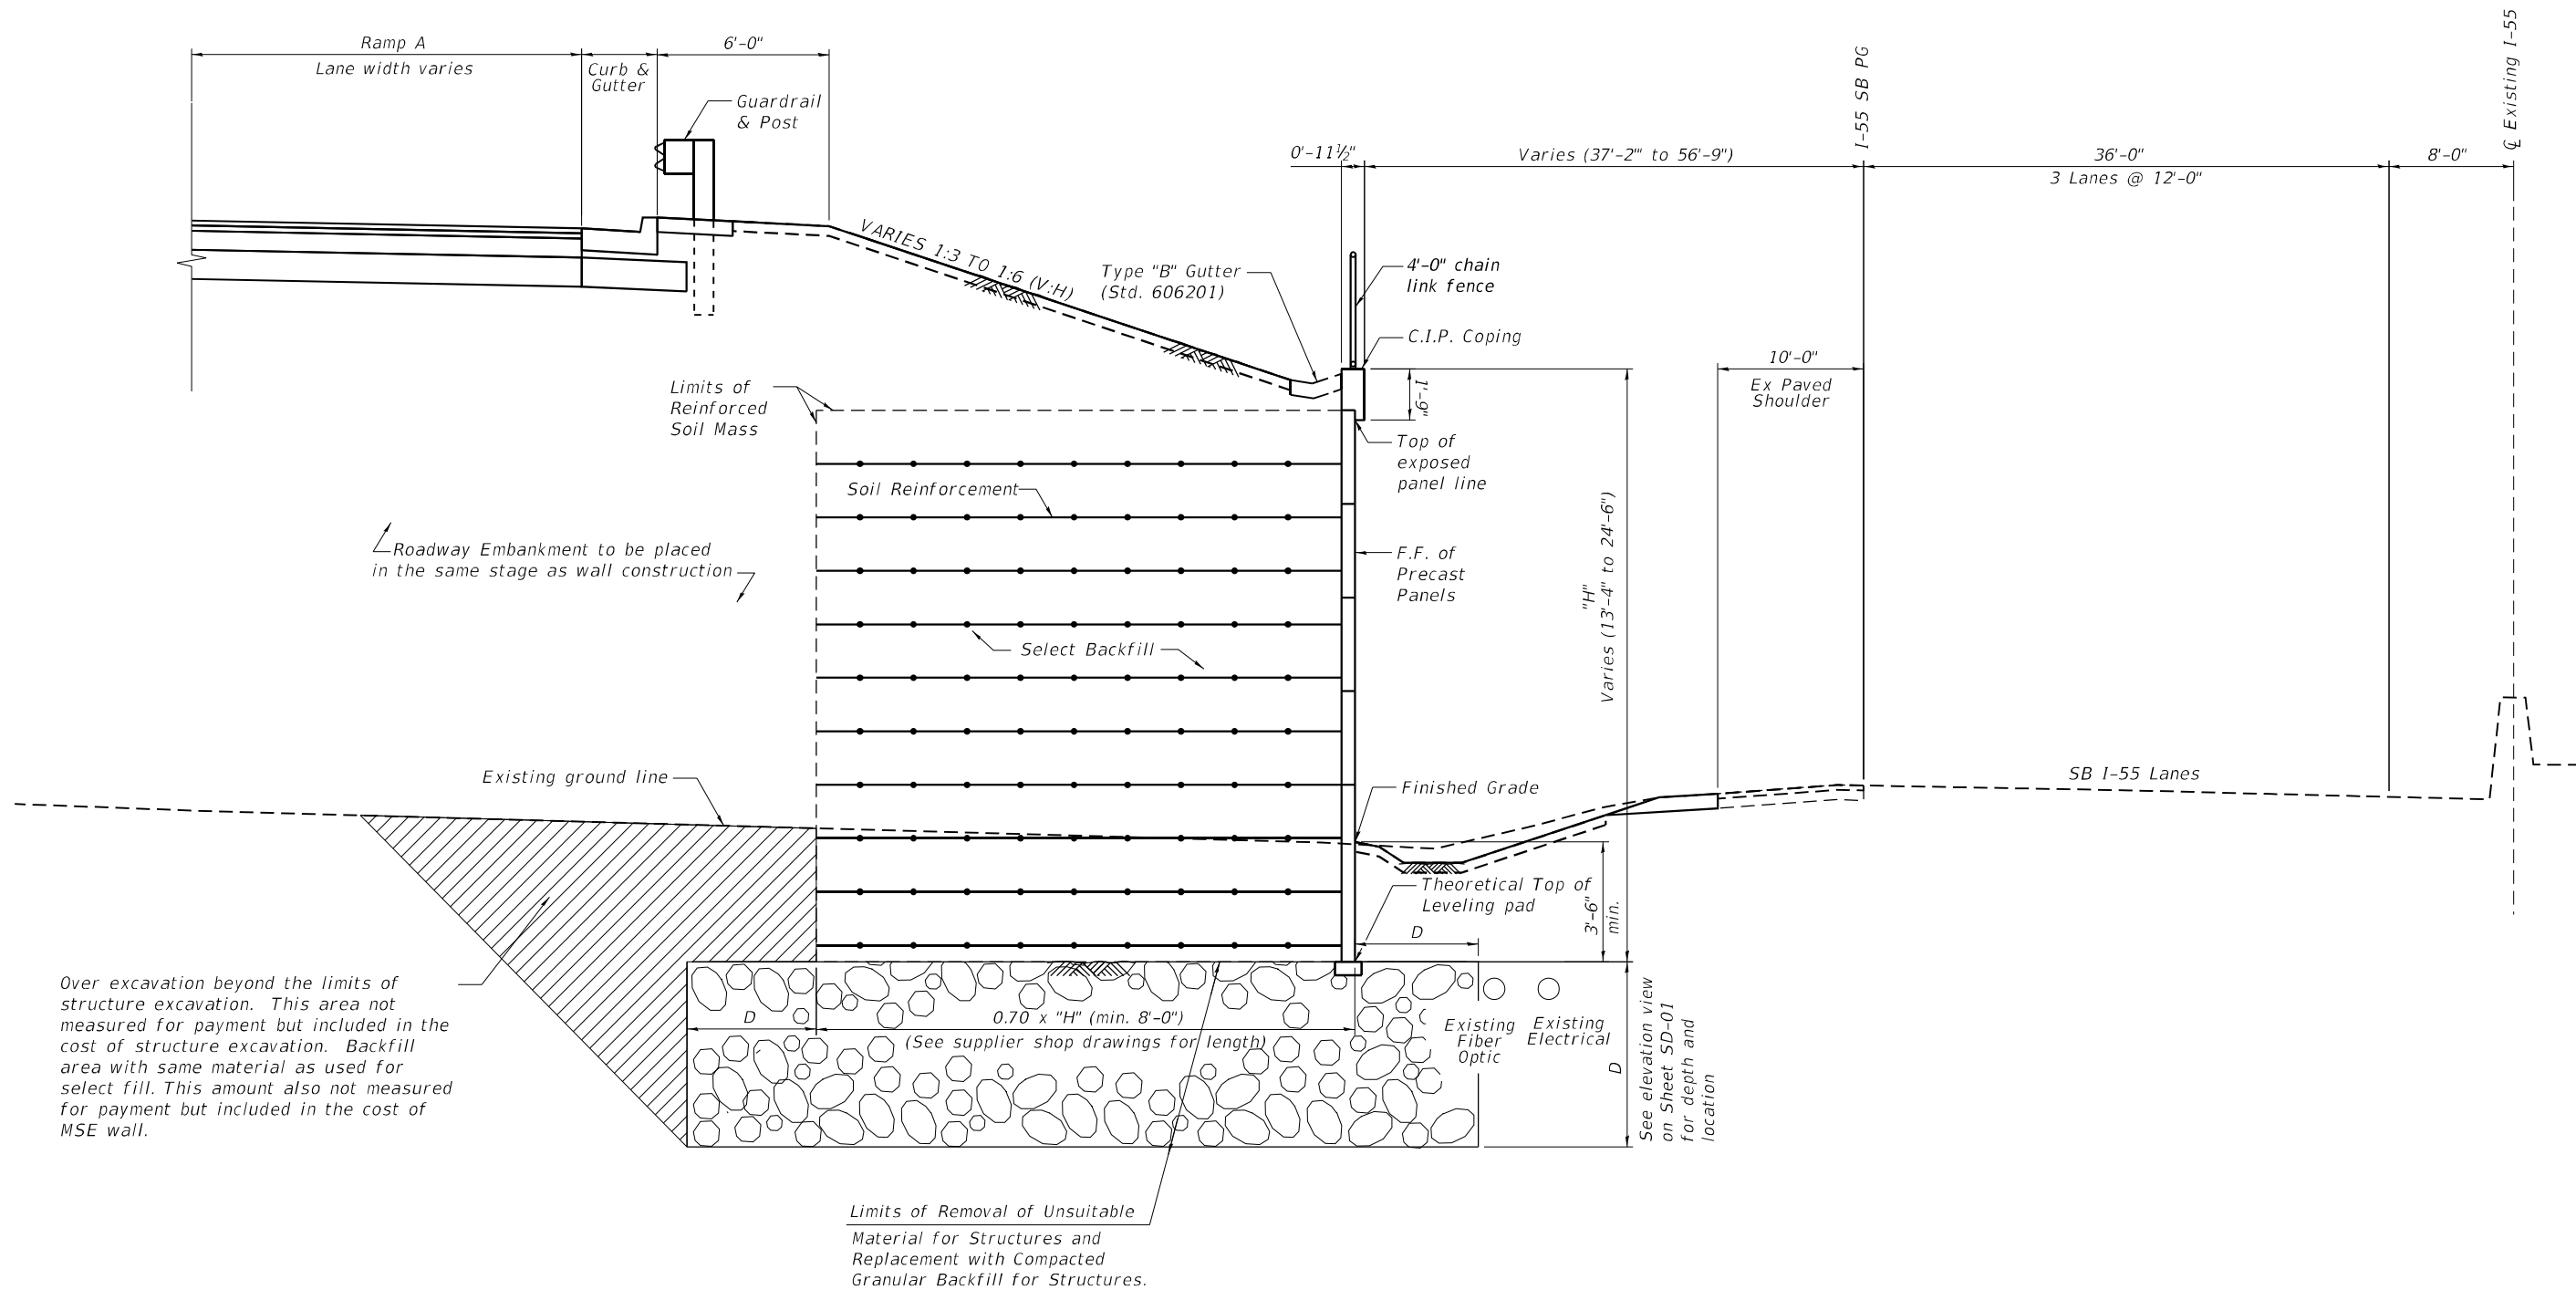 Ramp A
Lane width varies
Curb &
Gutter
6'-0"
Guardrail
& Post
VARIES 1:3 TO 1:6 (V:H)
Type "B" Gutter
(Std. 606201)
0'-11½"
Varies (37'-2"' to 56'-9")
I-55 SB PG
36'-0"
3 Lanes @ 12'-0"
8'-0"
℄ Existing I-55
4'-0" chain
link fence
C.I.P. Coping
1'-9"
10'-0"
Ex Paved
Shoulder
Limits of
Reinforced
Soil Mass
Top of
exposed
panel line
Soil Reinforcement
Roadway Embankment to be placed
in the same stage as wall construction
F.F. of
Precast
Panels
"H"
Varies (13'-4" to 24'-6")
Select Backfill
Existing ground line
Finished Grade
SB I-55 Lanes
Theoretical Top of
Leveling pad
3'-6"
min.
D
Over excavation beyond the limits of
structure excavation. This area not
measured for payment but included in the
cost of structure excavation. Backfill
area with same material as used for
select fill. This amount also not measured
for payment but included in the cost of
MSE wall.
D
0.70 x "H" (min. 8'-0")
(See supplier shop drawings for length)
Existing
Fiber
Optic
Existing
Electrical
D
See elevation view
on Sheet SD-01
for depth and
location
Limits of Removal of Unsuitable
Material for Structures and
Replacement with Compacted
Granular Backfill for Structures.